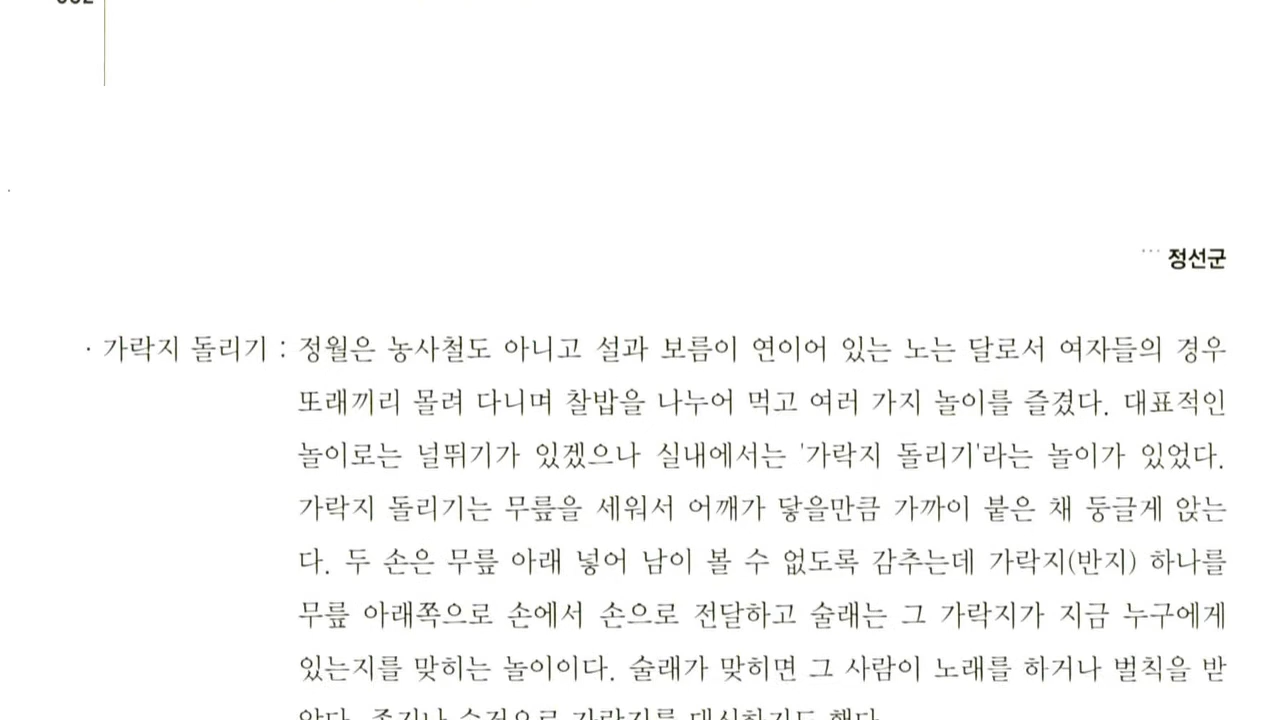 정선군
· 가락지 돌리기 : 정월은 농사철도 아니고 설과 보름이 연이어 있는 노는 달로서 여자들의 경우
또래끼리 몰려 다니며 찰밥을 나누어 먹고 여러 가지 놀이를 즐겼다. 대표적인
놀이로는 널뛰기가 있겠으나 실내에서는 '가락지 돌리기'라는 놀이가 있었다.
가락지 돌리기는 무릎을 세워서 어깨가 닿을만큼 가까이 붙은 채 둥글게 앉는
다. 두 손은 무릎 아래 넣어 남이 볼 수 없도록 감추는데 가락지(반지) 하나를
무릎 아래쪽으로 손에서 손으로 전달하고 술래는 그 가락지가 지금 누구에게
있는지를 맞히는 놀이이다. 술래가 맞히면 그 사람이 노래를 하거나 벌칙을 받
가락지를 대신하기도 했다.